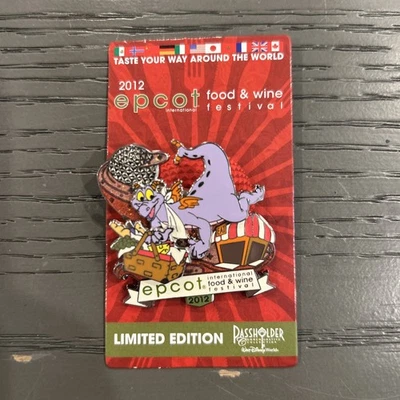 TASTE YOUR WAY AROUND THE WORLD
2012
epcot food & wine
international festival
epcot international
food & wine
festival
2012
LIMITED EDITION PASSHOLDER
Walt Disney World